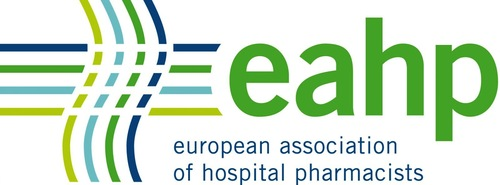 eahp
european association
of hospital pharmacists